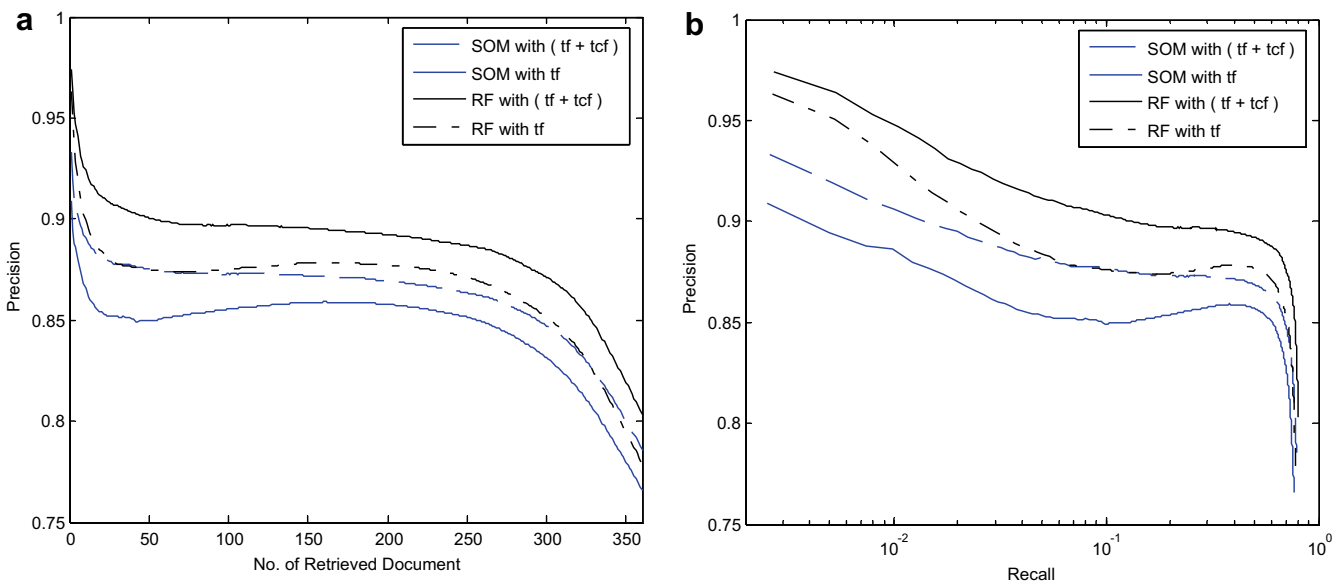 a
1
0.95
0.9
0.85
0.8
0.75
Precision
0 50 100 150 200 250 300 350
No. of Retrieved Document
SOM with ( tf + tcf )
SOM with tf
RF with ( tf + tcf )
RF with tf
b
1
0.95
0.9
0.85
0.8
0.75
Precision
10-2 10-1 100
Recall
SOM with ( tf + tcf )
SOM with tf
RF with ( tf + tcf )
RF with tf